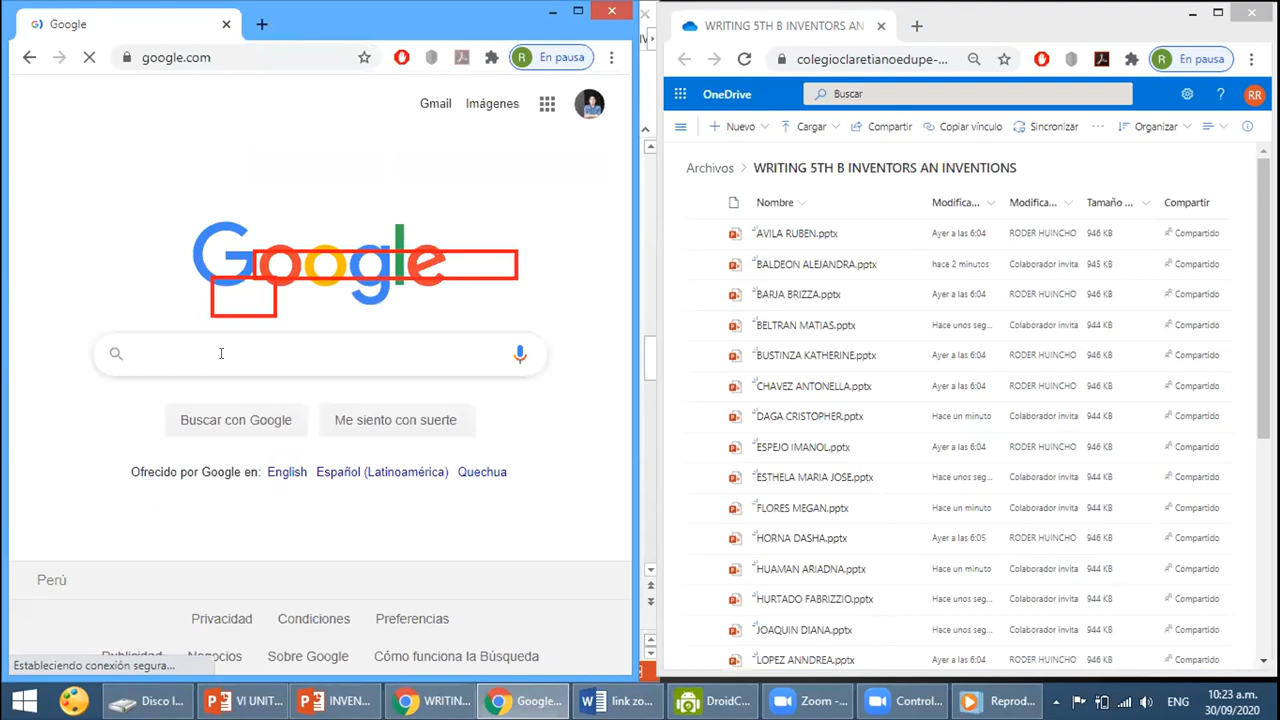 Google
google.com
En pausa
Gmail Imágenes
Google
Buscar con Google Me siento con suerte
Ofrecido por Google en: English Español (Latinoamérica) Quechua
Perú
Privacidad Condiciones Preferencias
Publicidad Negocios Sobre Google Cómo funciona la Búsqueda
Estableciendo conexión segura...
WRITING 5TH B INVENTORS AN
colegioclaretianoedupe-... En pausa
OneDrive Buscar RR
Nuevo Cargar Compartir Copiar vínculo Sincronizar Organizar
Archivos > WRITING 5TH B INVENTORS AN INVENTIONS
Nombre Modifica... Modifica... Tamaño ... Compartir
AVILA RUBEN.pptx Ayer a las 6:04 RODER HUINCHO 946 KB Compartido
BALDEON ALEJANDRA.pptx hace 2 minutos Colaborador invita 945 KB Compartido
BARJA BRIZZA.pptx Ayer a las 6:04 RODER HUINCHO 946 KB Compartido
BELTRAN MATIAS.pptx Hace unos seg... Colaborador invita 944 KB Compartido
BUSTINZA KATHERINE.pptx Ayer a las 6:04 RODER HUINCHO 946 KB Compartido
CHAVEZ ANTONELLA.pptx Ayer a las 6:04 RODER HUINCHO 946 KB Compartido
DAGA CRISTOPHER.pptx Hace un minuto Colaborador invita 944 KB Compartido
ESPEJO IMANOL.pptx Ayer a las 6:04 RODER HUINCHO 946 KB Compartido
ESTHELA MARIA JOSE.pptx Hace unos seg... Colaborador invita 944 KB Compartido
FLORES MEGAN.pptx Hace un minuto Colaborador invita 944 KB Compartido
HORNA DASHA.pptx Ayer a las 6:05 RODER HUINCHO 946 KB Compartido
HUAMAN ARIADNA.pptx Hace un minuto Colaborador invita 944 KB Compartido
HURTADO FABRIZZIO.pptx Hace unos seg... Colaborador invita 944 KB Compartido
JOAQUIN DIANA.pptx Hace unos seg... Colaborador invita 944 KB Compartido
LOPEZ ANNDREA.pptx Ayer a las 6:04 RODER HUINCHO 946 KB Compartido
Disco l... VI UNIT... INVEN... WRITIN... Google... link zo... DroidC... Zoom -... Control... Reprod... ENG 10:23 a.m.
30/09/2020